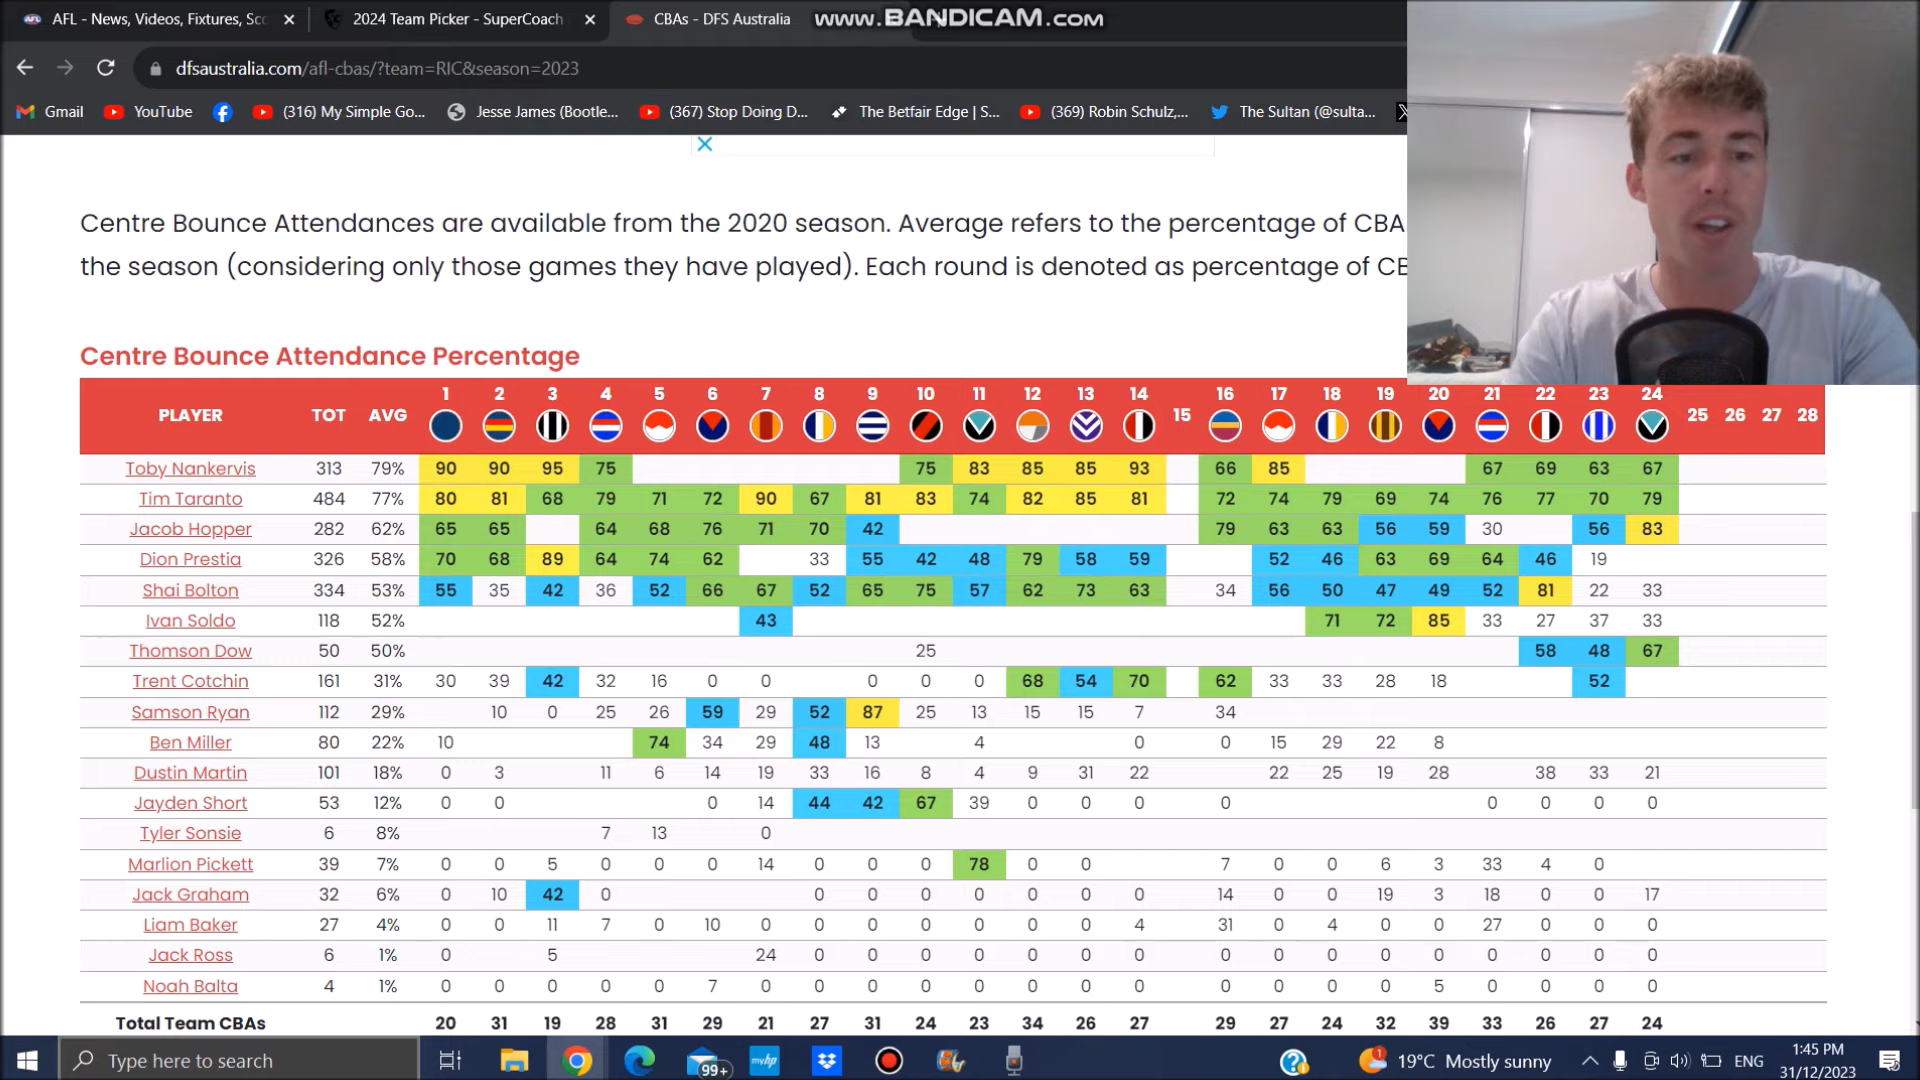 AFL - News, Videos, Fixtures, Sco
2024 Team Picker - SuperCoach
CBAs - DFS Australia
www.BANDICAM.com
dfsaustralia.com/afl-cbas/?team=RIC&season=2023
Gmail YouTube (316) My Simple Go... Jesse James (Bootle... (367) Stop Doing D... The Betfair Edge | S... (369) Robin Schulz,... The Sultan (@sulta...
Centre Bounce Attendances are available from the 2020 season. Average refers to the percentage of CBA
the season (considering only those games they have played). Each round is denoted as percentage of CB
Centre Bounce Attendance Percentage
PLAYER TOT AVG 1 2 3 4 5 6 7 8 9 10 11 12 13 14 15 16 17 18 19 20 21 22 23 24 25 26 27 28
Toby Nankervis 313 79% 90 90 95 75 75 83 85 85 93 66 85 67 69 63 67
Tim Taranto 484 77% 80 81 68 79 71 72 90 67 81 83 74 82 85 81 72 74 79 69 74 76 77 70 79
Jacob Hopper 282 62% 65 65 64 68 76 71 70 42 79 63 63 56 59 30 56 83
Dion Prestia 326 58% 70 68 89 64 74 62 33 55 42 48 79 58 59 52 46 63 69 64 46 19
Shai Bolton 334 53% 55 35 42 36 52 66 67 52 65 75 57 62 73 63 34 56 50 47 49 52 81 22 33
Ivan Soldo 118 52% 43 71 72 85 33 27 37 33
Thomson Dow 50 50% 25 58 48 67
Trent Cotchin 161 31% 30 39 42 32 16 0 0 0 0 0 68 54 70 62 33 33 28 18 52
Samson Ryan 112 29% 10 0 25 26 59 29 52 87 25 13 15 15 7 34
Ben Miller 80 22% 10 74 34 29 48 13 4 0 0 15 29 22 8
Dustin Martin 101 18% 0 3 11 6 14 19 33 16 8 4 9 31 22 22 25 19 28 38 33 21
Jayden Short 53 12% 0 0 0 14 44 42 67 39 0 0 0 0 0 0 0 0
Tyler Sonsie 6 8% 7 13 0
Marlion Pickett 39 7% 0 0 5 0 0 0 14 0 0 0 78 0 0 7 0 0 6 3 33 4 0
Jack Graham 32 6% 0 10 42 0 0 0 0 0 0 0 0 14 0 0 19 3 18 0 0 17
Liam Baker 27 4% 0 0 11 7 0 10 0 0 0 0 0 0 0 4 31 0 4 0 0 27 0 0 0
Jack Ross 6 1% 0 5 24 0 0 0 0 0 0 0 0 0 0 0 0 0 0 0 0
Noah Balta 4 1% 0 0 0 0 0 7 0 0 0 0 0 0 0 0 0 0 0 0 5 0 0 0 0
Total Team CBAs 20 31 19 28 31 29 21 27 31 24 23 34 26 27 29 27 24 32 39 33 26 27 24
Type here to search
99+
myhp
1
19°C Mostly sunny
ENG
1:45 PM
31/12/2023